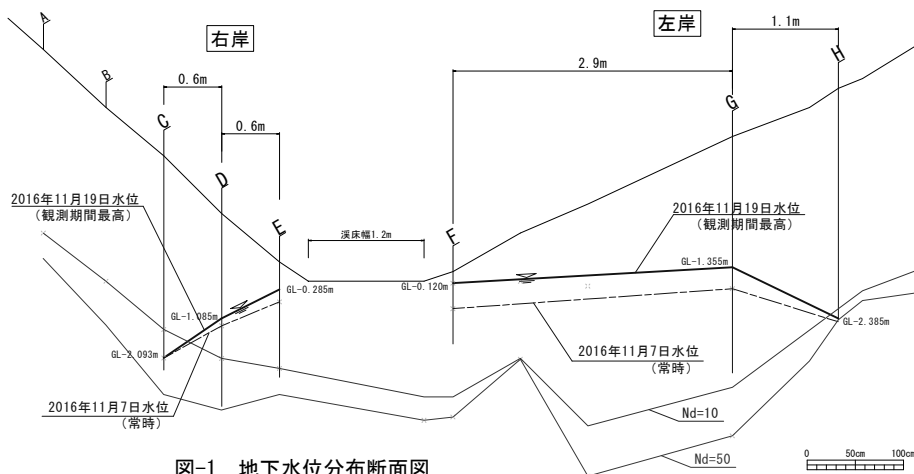 A
右岸
左岸
1.1m
H
B
0.6m
2.9m
G
C
0.6m
D
2016年11月19日水位
(観測期間最高)
E
渓床幅1.2m
F
2016年11月19日水位
(観測期間最高)
GL-1.355m
GL-0.285m
GL-0.120m
GL-1.085m
GL-2.385m
GL-2.093m
2016年11月7日水位
(常時)
2016年11月7日水位
(常時)
Nd=10
Nd=50
図-1 地下水位分布断面図
0 50cm 100cm